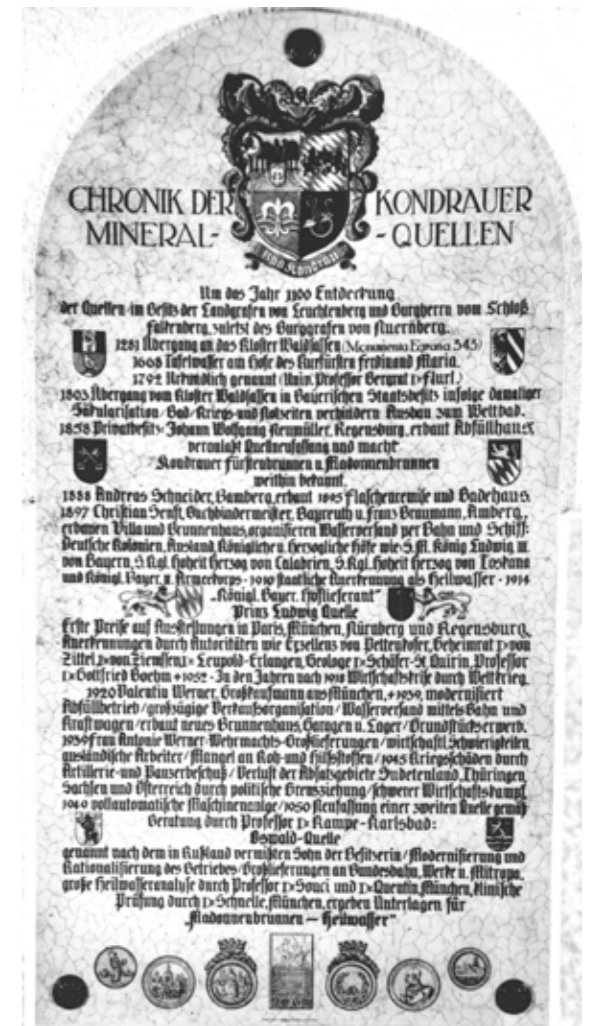 CHRONIK DER KONDRAUER
MINERAL- - QUELLEN
Bad Kondrau
Um das Jahr 1100 Entdeckung
der Quellen im Besitz der Landgrafen von Leuchtenberg und Burgherrn vom Schloß
Falkenberg, zuletzt des Burggrafen von Nuernberg.
1281 Übergang an das Kloster Waldsassen (Monumenta Egrana 345)
1668 Tafelwasser am Hofe des Kurfürsten Ferdinand Maria.
1792 Urkundlich genannt (Univ. Professor Bergrat Dr Flurl.)
1803 Übergang vom Kloster Waldsassen in Bayerischen Staatsbesitz infolge damaliger
Säkularisation/Bad/Kriegs-und Notzeiten verhindern Ausbau zum Weltbad.
1858 Privatbesitz: Johann Wolfgang Neumüller, Regensburg, erbaut Abfüllhaus,
veranlaßt Quellneufassung und macht
Kondrauer Fürstenbrunnen u. Madonnenbrunnen
weithin bekannt.
1888 Andreas Schneider, Bamberg, erbaut 1895 Flaschenremise und Badehaus.
1897 Christian Senft, Buchbindermeister, Bayreuth u. Franz Braumann, Amberg,
erbauen Villa und Brunnenhaus, organisieren Wasserversand per Bahn und Schiff:
Deutsche Kolonien, Ausland, Königliche u. Herzogliche Höfe wie: S. M. König Ludwig III.
von Bayern, S. Kgl. Hoheit Herzog von Calabrien, S. Kgl. Hoheit Herzog von Toskana
und Königl. Bayer. II. Armeekorps · 1910 staatliche Anerkennung als Heilwasser · 1914
„Königl. Bayer. Hoflieferant“
Prinz Ludwig Quelle
Erste Preise auf Ausstellungen in Paris, München, Nürnberg und Regensburg.
Anerkennungen durch Autoritäten wie Exzellenz von Pettenkofer, Geheimrat Dr von
Zittel, Dr von Ziemssen, Dr Leupold-Erlangen, Geologe Dr Schäfer-St. Quirin, Professor
Dr Gottfried Boehm +1952 · In den Jahren nach 1918 Wirtschaftskrise durch Weltkrieg.
1920 Valentin Werner, Großkaufmann aus München, +1939, modernisiert
Abfüllbetrieb/großzügige Verkaufsorganisation/Wasserversand mittels Bahn und
Kraftwagen/erbaut neues Brunnenhaus, Garagen u. Lager/Grundstückserwerb.
1939 Frau Antonie Werner: Wehrmachts-Großlieferungen/wirtschaftl. Schwierigkeiten,
ausländische Arbeiter/Mangel an Roh-und Hilfsstoffen/1945 Kriegsschäden durch
Artillerie-und Panzerbeschuß/Verlust der Absatzgebiete Sudetenland, Thüringen,
Sachsen und Österreich durch politische Grenzziehung/schwerer Wirtschaftskampf.
1949 vollautomatische Maschinenanlge/1950 Neufassung einer zweiten Quelle gemäß
Beratung durch Professor Dr Kampe-Karlsbad:
Oswald-Quelle
genannt nach dem in Rußland vermißten Sohn der Besitzerin/Modernisierung und
Rationalisierung des Betriebes/Großlieferungen an Bundesbahn, Werke u. Mitropa,
große Heilwasseranalyse durch Professor Dr Souci und Dr Quentin, München, klinische
Prüfung durch Dr Schnelle, München, ergeben Unterlagen für
„Madonnenbrunnen – Heilwasser“